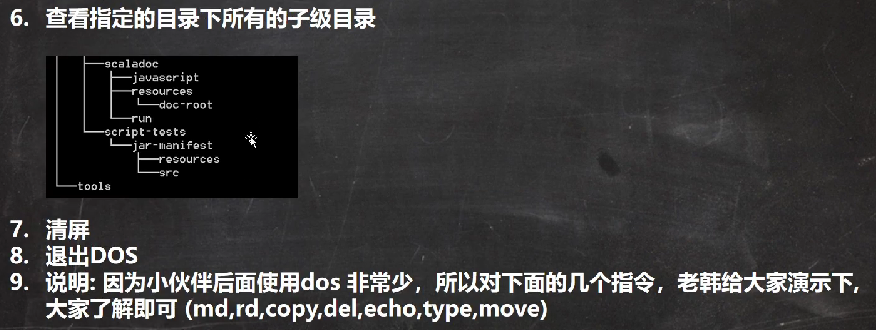 6. 查看指定的目录下所有的子级目录
scaladoc
javascript
resources
doc-root
run
script-tests
jar-manifest
resources
src
tools
7. 清屏
8. 退出DOS
9. 说明: 因为小伙伴后面使用dos 非常少，所以对下面的几个指令，老韩给大家演示下,
大家了解即可 (md,rd,copy,del,echo,type,move)